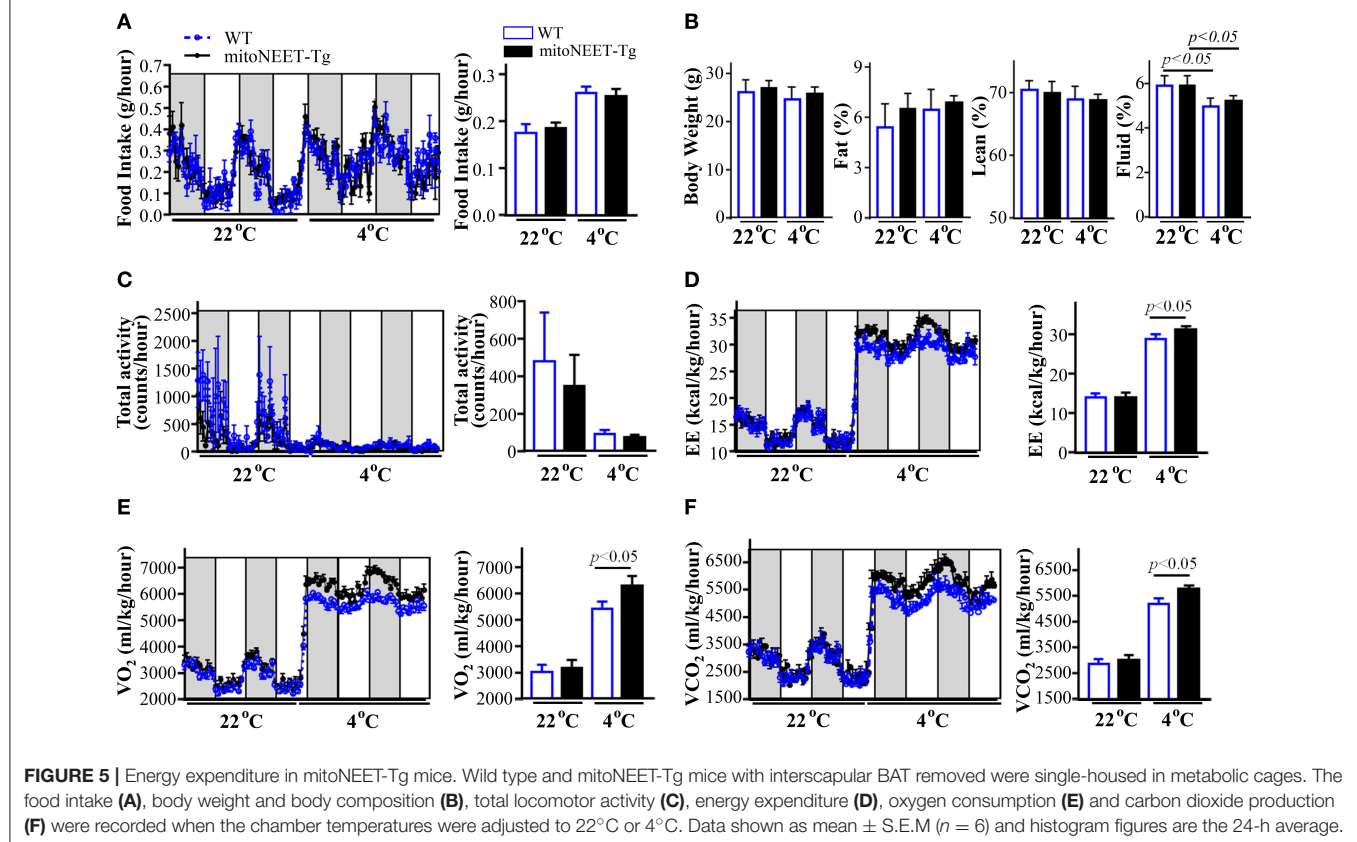 A
WT
mitoNEET-Tg
Food Intake (g/hour)
0.7
0.6
0.5
0.4
0.3
0.2
0.1
0.0
22°C
4°C
WT
mitoNEET-Tg
Food Intake (g/hour)
0.3
0.2
0.1
0.0
22°C
4°C
B
Body Weight (g)
30
20
10
0
22°C
4°C
Fat (%)
9
6
3
0
22°C
4°C
Lean (%)
70
60
50
22°C
4°C
p<0.05
p<0.05
Fluid (%)
6
4
2
0
22°C
4°C
C
Total activity
(counts/hour)
2500
2000
1500
1000
500
0
22°C
4°C
Total activity
(counts/hour)
800
600
400
200
0
22°C
4°C
D
EE (kcal/kg/hour)
35
30
25
20
15
10
22°C
4°C
p<0.05
EE (kcal/kg/hour)
30
20
10
0
22°C
4°C
E
VO₂ (ml/kg/hour)
7000
6000
5000
4000
3000
2000
22°C
4°C
p<0.05
VO₂ (ml/kg/hour)
7000
6000
5000
4000
3000
2000
22°C
4°C
F
VCO₂ (ml/kg/hour)
6500
5500
4500
3500
2500
1500
22°C
4°C
p<0.05
VCO₂ (ml/kg/hour)
6500
5500
4500
3500
2500
1500
22°C
4°C
FIGURE 5 | Energy expenditure in mitoNEET-Tg mice. Wild type and mitoNEET-Tg mice with interscapular BAT removed were single-housed in metabolic cages. The
food intake (A), body weight and body composition (B), total locomotor activity (C), energy expenditure (D), oxygen consumption (E) and carbon dioxide production
(F) were recorded when the chamber temperatures were adjusted to 22°C or 4°C. Data shown as mean ± S.E.M (n = 6) and histogram figures are the 24-h average.